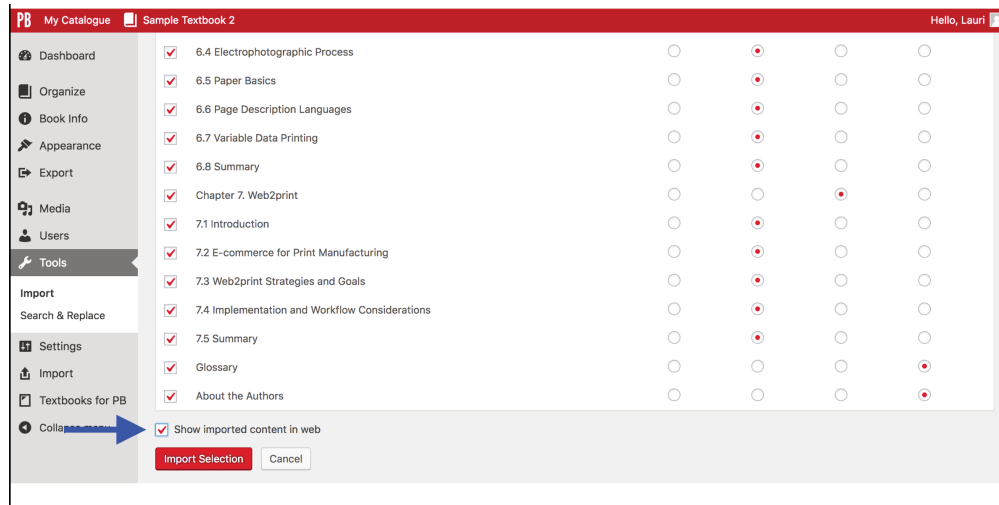 PB My Catalogue Sample Textbook 2 Hello, Lauri
Dashboard
Organize
Book Info
Appearance
Export
Media
Users
Tools
Import
Search & Replace
Settings
Import
Textbooks for PB
Collapse menu
6.4 Electrophotographic Process
6.5 Paper Basics
6.6 Page Description Languages
6.7 Variable Data Printing
6.8 Summary
Chapter 7. Web2print
7.1 Introduction
7.2 E-commerce for Print Manufacturing
7.3 Web2print Strategies and Goals
7.4 Implementation and Workflow Considerations
7.5 Summary
Glossary
About the Authors
Show imported content in web
Import Selection Cancel